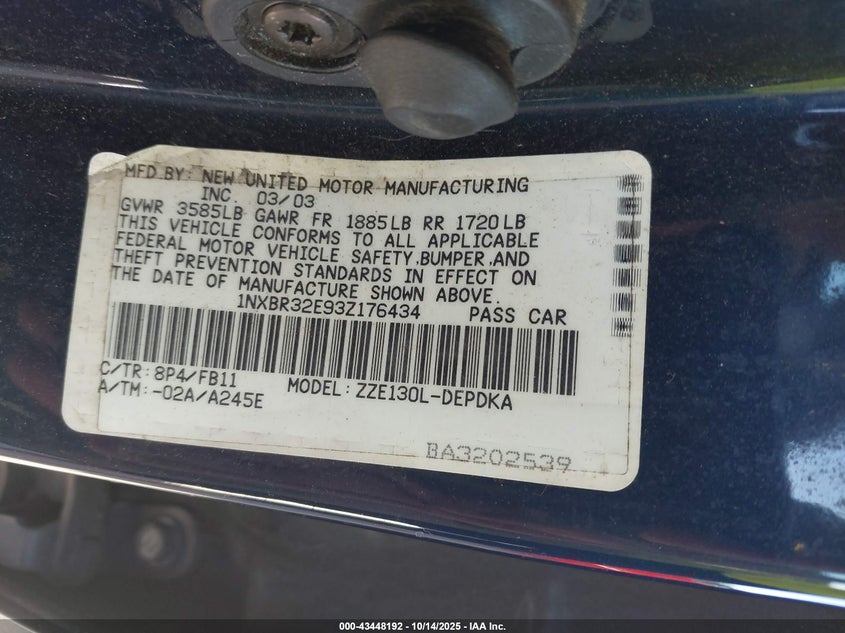 MFD BY: NEW UNITED MOTOR MANUFACTURING
INC. 03/03
GVWR 3585LB GAWR FR 1885LB RR 1720LB
THIS VEHICLE CONFORMS TO ALL APPLICABLE
FEDERAL MOTOR VEHICLE SAFETY,BUMPER,AND
THEFT PREVENTION STANDARDS IN EFFECT ON
THE DATE OF MANUFACTURE SHOWN ABOVE.
1NXBR32E93Z176434 PASS CAR
C/TR: 8P4/FB11 MODEL: ZZE130L-DEPDKA
A/TM:-02A/A245E
BA3202539
000-43448192 - 10/14/2025 - IAA Inc.